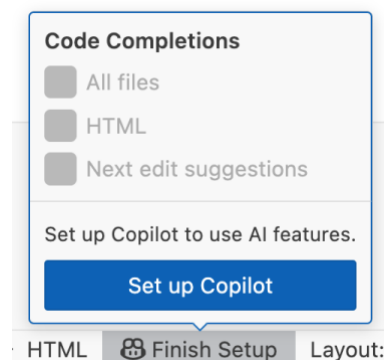 Code Completions
All files
HTML
Next edit suggestions
Set up Copilot to use AI features.
Set up Copilot
HTML Finish Setup Layout: